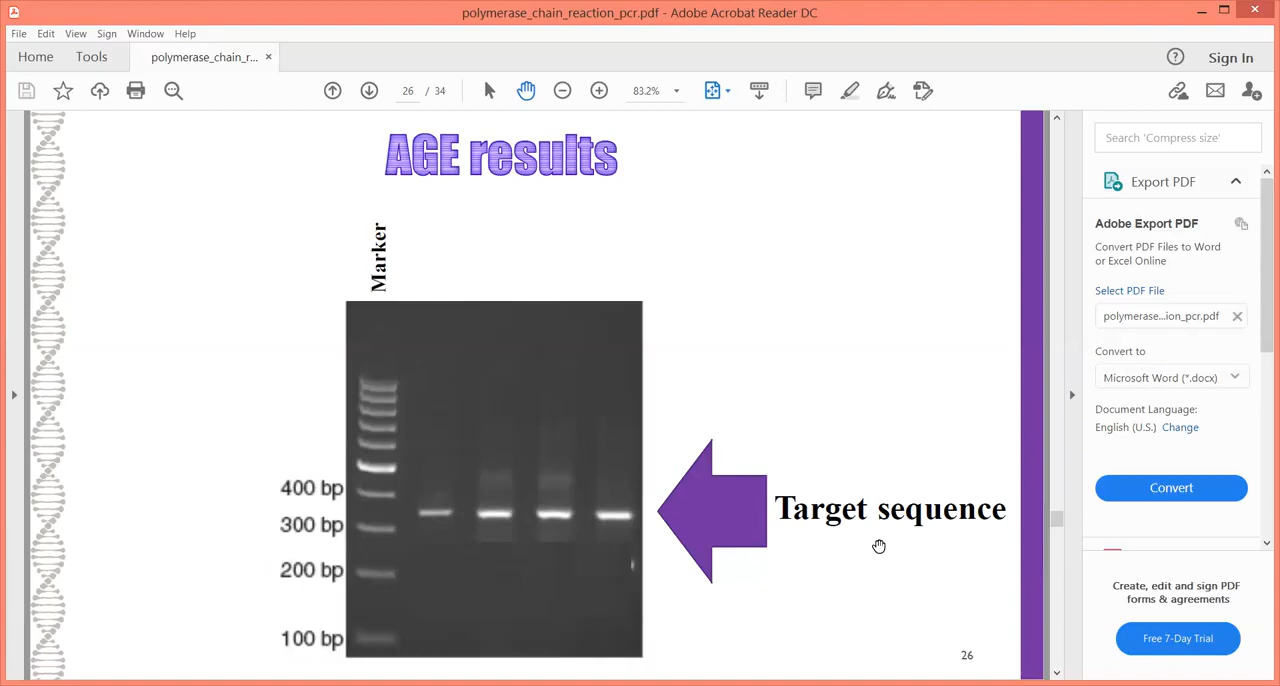 polymerase_chain_reaction_pcr.pdf - Adobe Acrobat Reader DC
File Edit View Sign Window Help
Home Tools polymerase_chain_r... × Sign In
26 / 34 83.2%
Search 'Compress size'
Export PDF
Adobe Export PDF
Convert PDF Files to Word
or Excel Online
Select PDF File
polymerase...ion_pcr.pdf
Convert to
Microsoft Word (*.docx)
Document Language:
English (U.S.) Change
Convert
Create, edit and sign PDF
forms & agreements
Free 7-Day Trial
AGE results
Marker
400 bp
300 bp
200 bp
100 bp
Target sequence
26